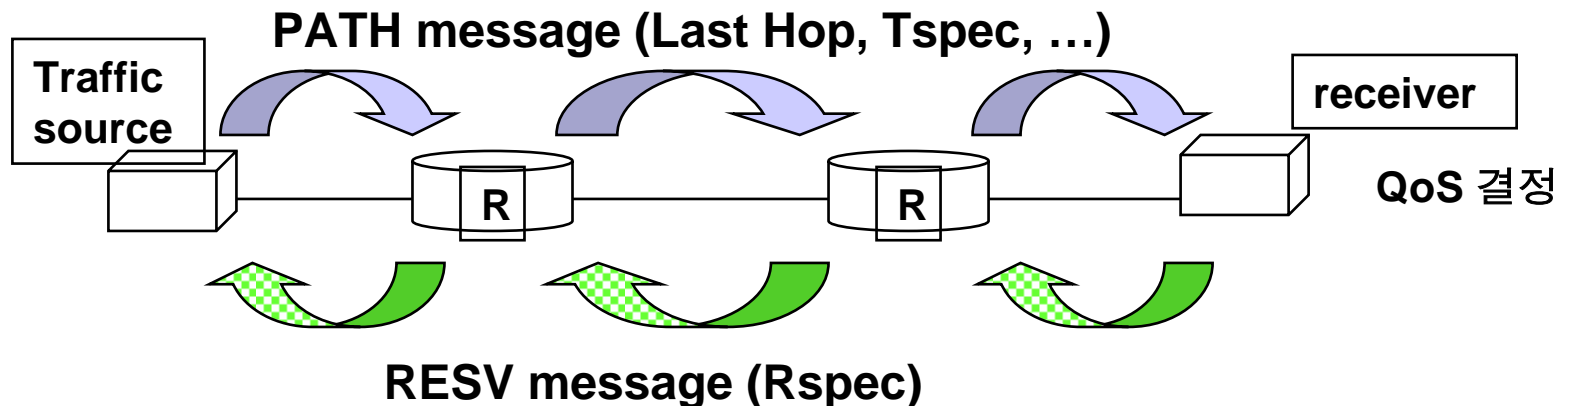 PATH message (Last Hop, Tspec, …)
Traffic
source
receiver
R
R
QoS 결정
RESV message (Rspec)